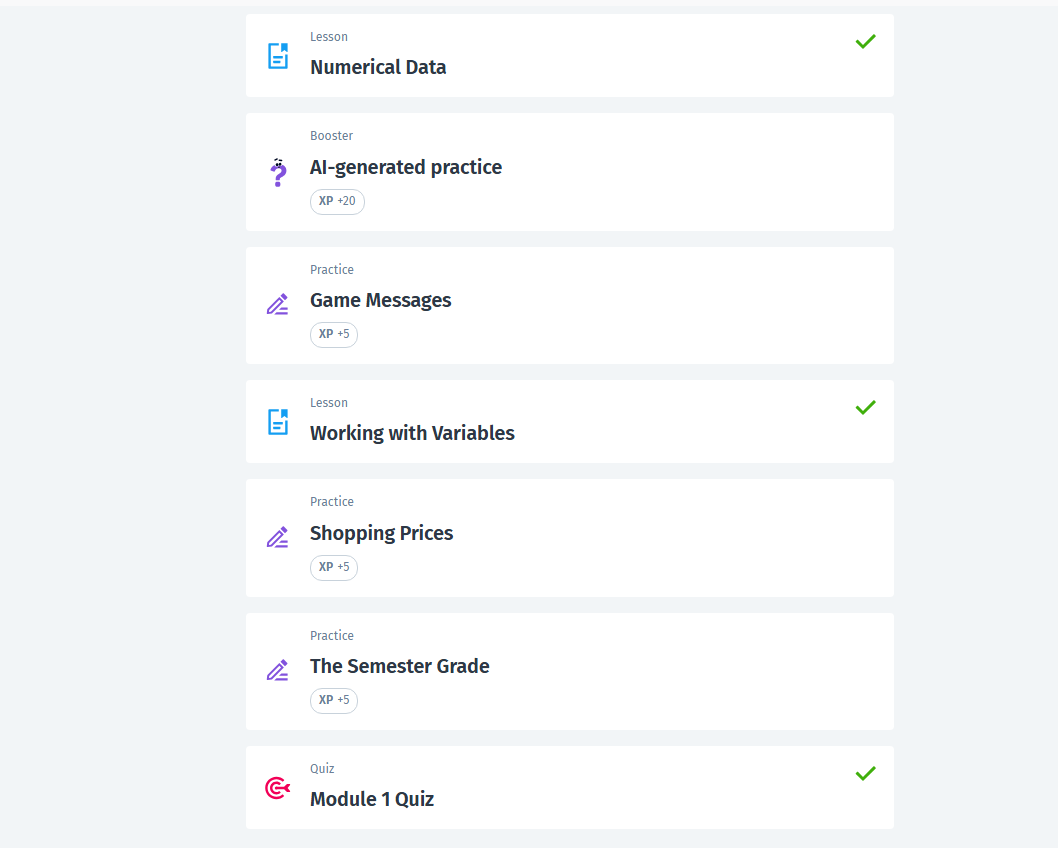 Lesson
Numerical Data
Booster
AI-generated practice
XP +20
Practice
Game Messages
XP +5
Lesson
Working with Variables
Practice
Shopping Prices
XP +5
Practice
The Semester Grade
XP +5
Quiz
Module 1 Quiz